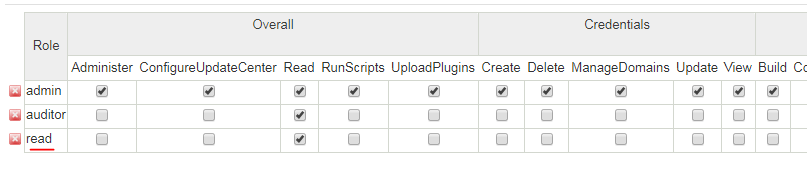 Role Overall Credentials
Administer ConfigureUpdateCenter Read RunScripts UploadPlugins Create Delete ManageDomains Update View Build Co
admin
auditor
read